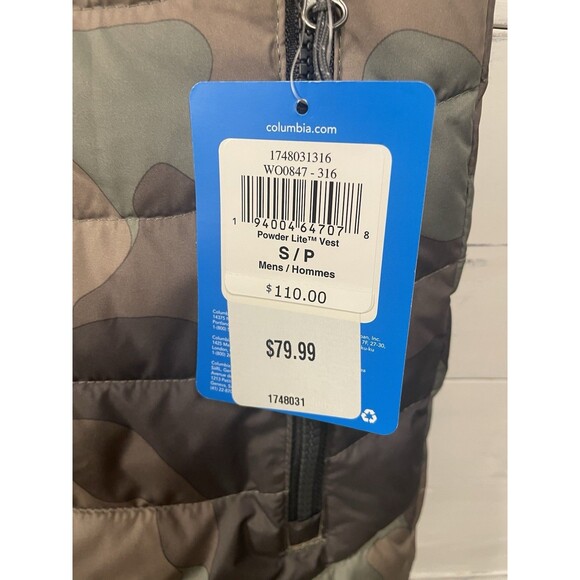 columbia.com
1748031316
WO0847 - 316
1 94004 64707 8
Powder Lite™ Vest
S / P
Mens / Hommes
$110.00
$79.99
1748031